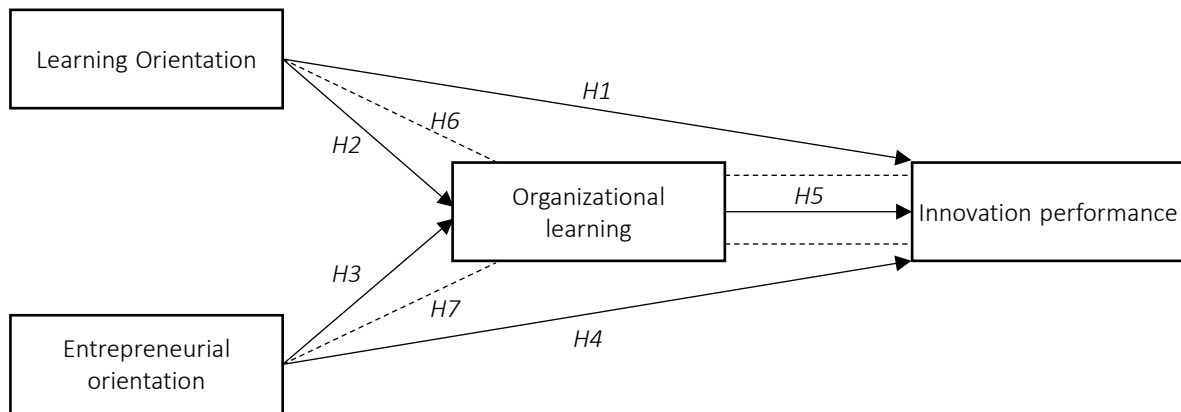 Learning Orientation
H1
H6
H2
Organizational
learning
H5
Innovation performance
H3
H7
H4
Entrepreneurial
orientation